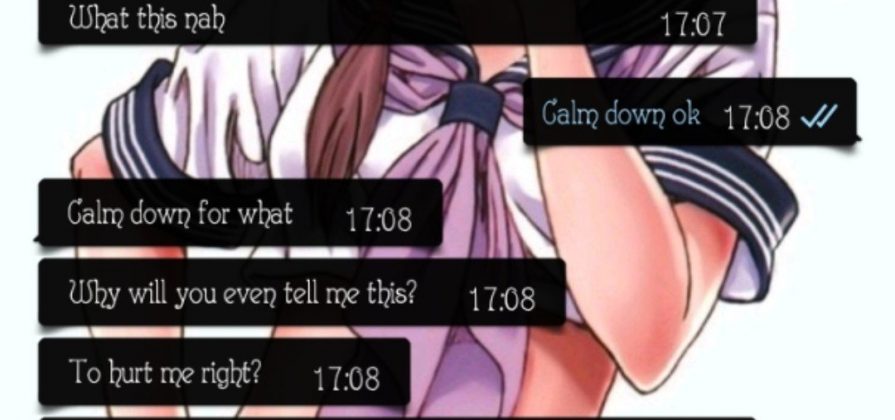 What this nah 17:07
Calm down ok 17:08
Calm down for what 17:08
Why will you even tell me this? 17:08
To hurt me right? 17:08